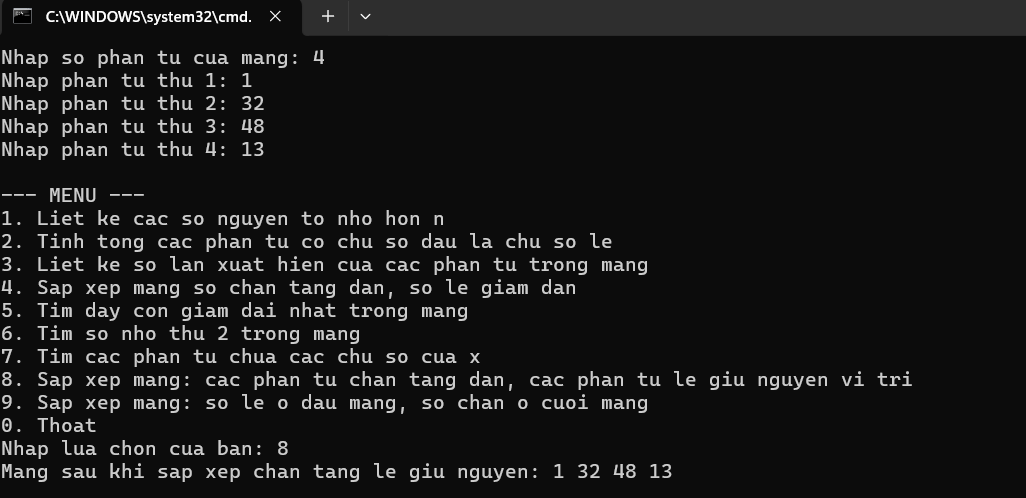 C:\WINDOWS\system32\cmd.
Nhap so phan tu cua mang: 4
Nhap phan tu thu 1: 1
Nhap phan tu thu 2: 32
Nhap phan tu thu 3: 48
Nhap phan tu thu 4: 13
--- MENU ---
1. Liet ke cac so nguyen to nho hon n
2. Tinh tong cac phan tu co chu so dau la chu so le
3. Liet ke so lan xuat hien cua cac phan tu trong mang
4. Sap xep mang so chan tang dan, so le giam dan
5. Tim day con giam dai nhat trong mang
6. Tim so nho thu 2 trong mang
7. Tim cac phan tu chua cac chu so cua x
8. Sap xep mang: cac phan tu chan tang dan, cac phan tu le giu nguyen vi tri
9. Sap xep mang: so le o dau mang, so chan o cuoi mang
0. Thoat
Nhap lua chon cua ban: 8
Mang sau khi sap xep chan tang le giu nguyen: 1 32 48 13